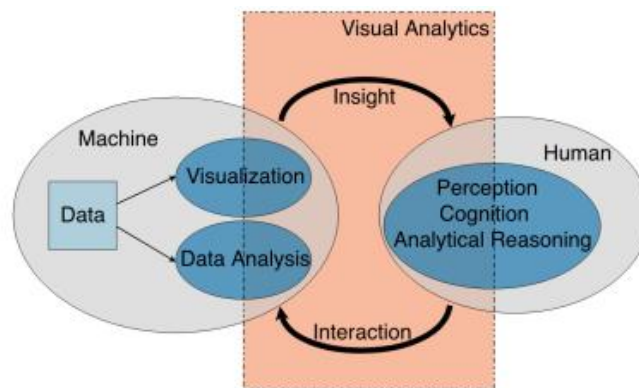 Visual Analytics
Insight
Machine
Human
Visualization
Perception
Cognition
Analytical Reasoning
Data
Data Analysis
Interaction